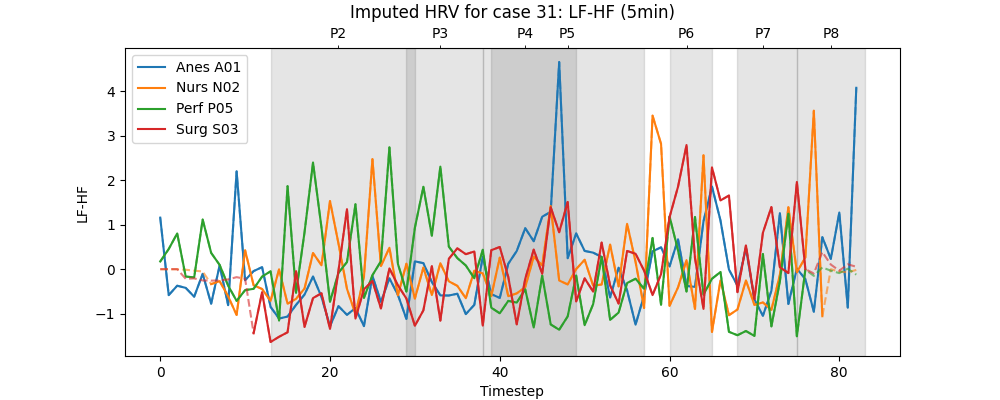 Imputed HRV for case 31: LF-HF (5min)
P2 P3 P4 P5 P6 P7 P8
Anes A01
Nurs N02
Perf P05
Surg S03
4
3
2
1
0
−1
LF-HF
0 20 40 60 80
Timestep